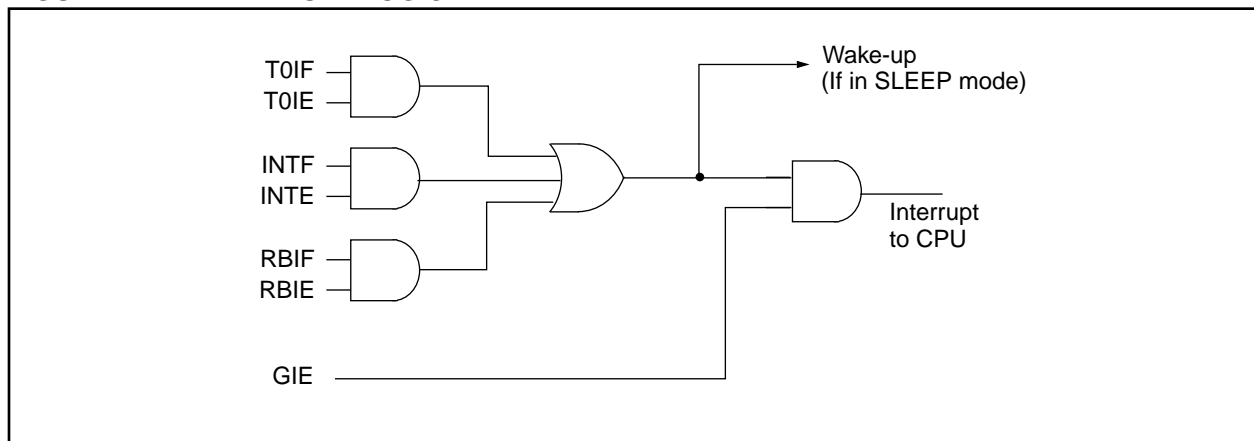 T0IF
T0IE
INTF
INTE
RBIF
RBIE
GIE
Wake-up
(If in SLEEP mode)
Interrupt
to CPU